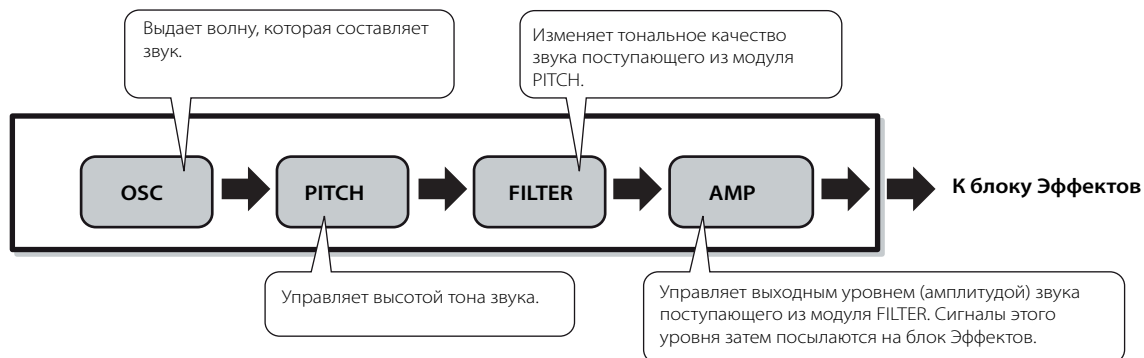 Выдает волну, которая составляет
звук.
Изменяет тональное качество
звука поступающего из модуля
PITCH.
OSC
PITCH
FILTER
AMP
К блоку Эффектов
Управляет высотой тона звука.
Управляет выходным уровнем (амплитудой) звука
поступающего из модуля FILTER. Сигналы этого
уровня затем посылаются на блок Эффектов.